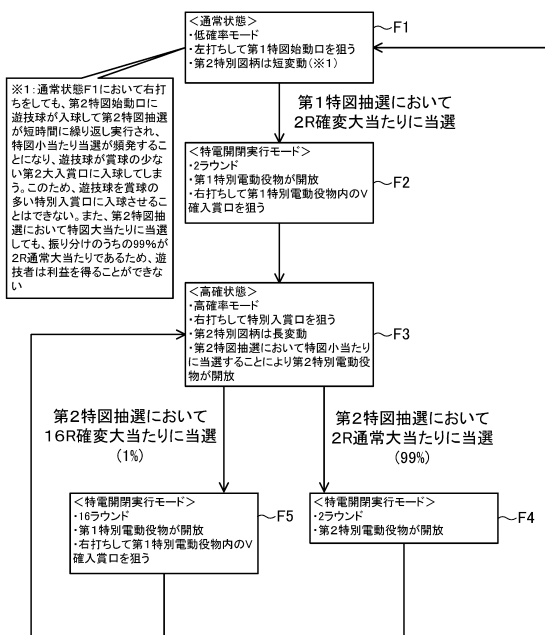 <通常状態>
・低確率モード
・左打ちして第1特図始動口を狙う
・第2特別図柄は短変動(※1)
F1
※1:通常状態F1において右打
ちをしても、第2特図始動口に
遊技球が入球して第2特図抽選
が短時間に繰り返し実行され、
特図小当たり当選が頻発するこ
とになり、遊技球が賞球の少な
い第2大入賞口に入球してしま
う。このため、遊技球を賞球の
多い特別入賞口に入球させるこ
とはできない。また、第2特図抽
選において特図大当たりに当選
しても、振り分けのうちの99%が
2R通常大当たりであるため、遊
技者は利益を得ることができな
い
第1特図抽選において
2R確変大当たりに当選
<特電開閉実行モード>
・2ラウンド
・第1特別電動役物が開放
・右打ちして第1特別電動役物内のV
確入賞口を狙う
F2
<高確状態>
・高確率モード
・右打ちして特別入賞口を狙う
・第2特別図柄は長変動
・第2特図抽選において特図小当たり
に当選することにより第2特別電動役
物が開放
F3
第2特図抽選において
16R確変大当たりに当選
(1%)
第2特図抽選において
2R通常大当たりに当選
(99%)
<特電開閉実行モード>
・16ラウンド
・第1特別電動役物が開放
・右打ちして第1特別電動役物内のV
確入賞口を狙う
F5
<特電開閉実行モード>
・2ラウンド
・第2特別電動役物が開放
F4